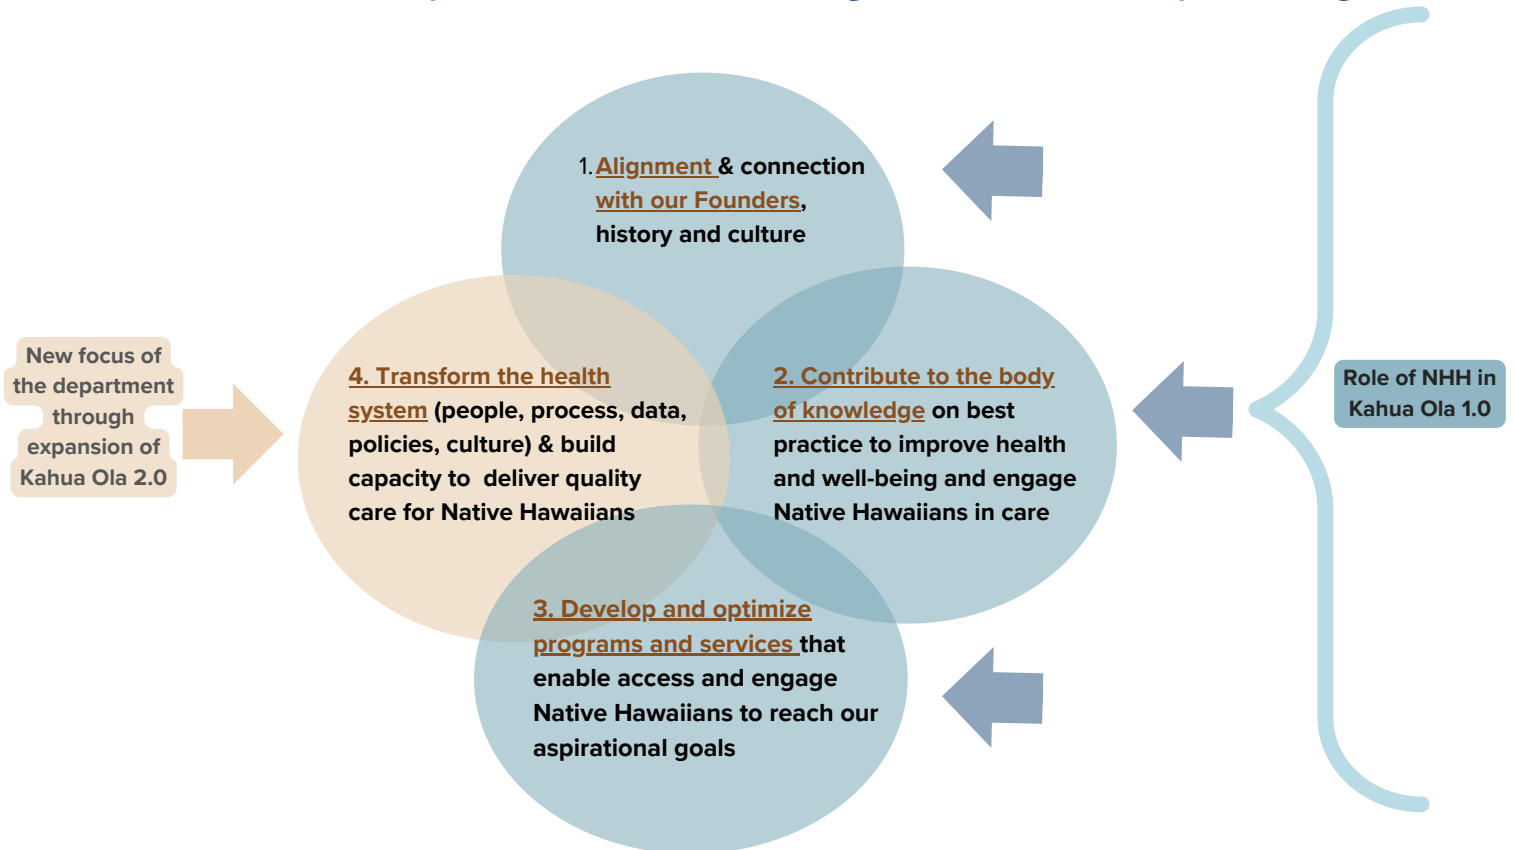 1. Alignment & connection
with our Founders,
history and culture
New focus of
the department
through
expansion of
Kahua Ola 2.0
4. Transform the health
system (people, process, data,
policies, culture) & build
capacity to deliver quality
care for Native Hawaiians
2. Contribute to the body
of knowledge on best
practice to improve health
and well-being and engage
Native Hawaiians in care
Role of NHH in
Kahua Ola 1.0
3. Develop and optimize
programs and services that
enable access and engage
Native Hawaiians to reach our
aspirational goals